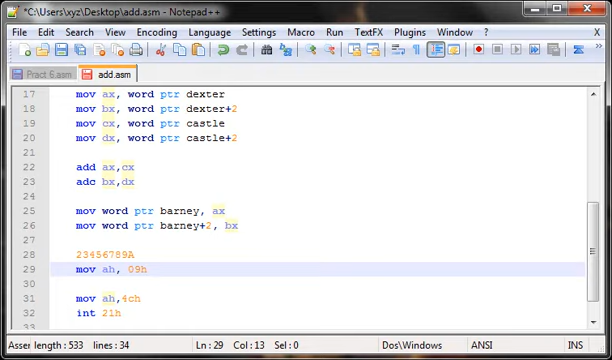 *C:\Users\xyz\Desktop\add.asm - Notepad++
File Edit Search View Encoding Language Settings Macro Run TextFX Plugins Window ? X
Pract 6.asm add.asm
17 mov ax, word ptr dexter
18 mov bx, word ptr dexter+2
19 mov cx, word ptr castle
20 mov dx, word ptr castle+2
21
22 add ax,cx
23 adc bx,dx
24
25 mov word ptr barney, ax
26 mov word ptr barney+2, bx
27
28 23456789A
29 mov ah, 09h
30
31 mov ah,4ch
32 int 21h
33
Asser length : 533 lines : 34 Ln : 29 Col : 13 Sel : 0 Dos\Windows ANSI INS